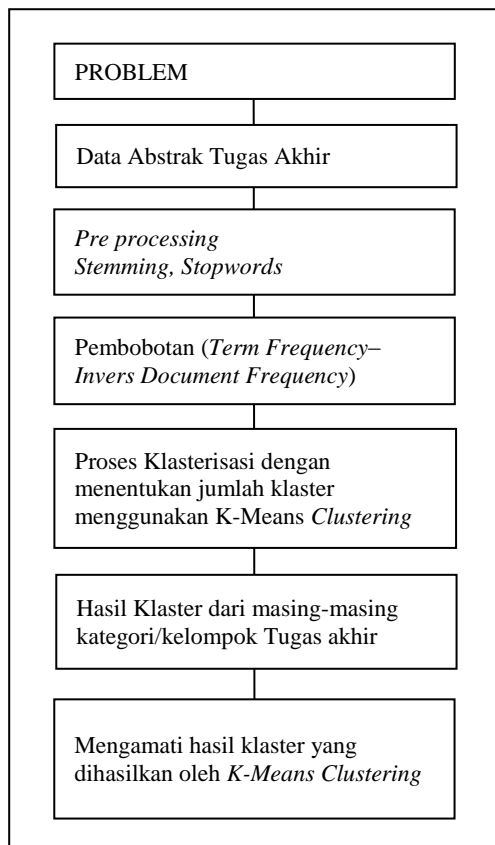 PROBLEM
Data Abstrak Tugas Akhir
Pre processing
Stemming, Stopwords
Pembobotan (Term Frequency–
Invers Document Frequency)
Proses Klasterisasi dengan
menentukan jumlah klaster
menggunakan K-Means Clustering
Hasil Klaster dari masing-masing
kategori/kelompok Tugas akhir
Mengamati hasil klaster yang
dihasilkan oleh K-Means Clustering